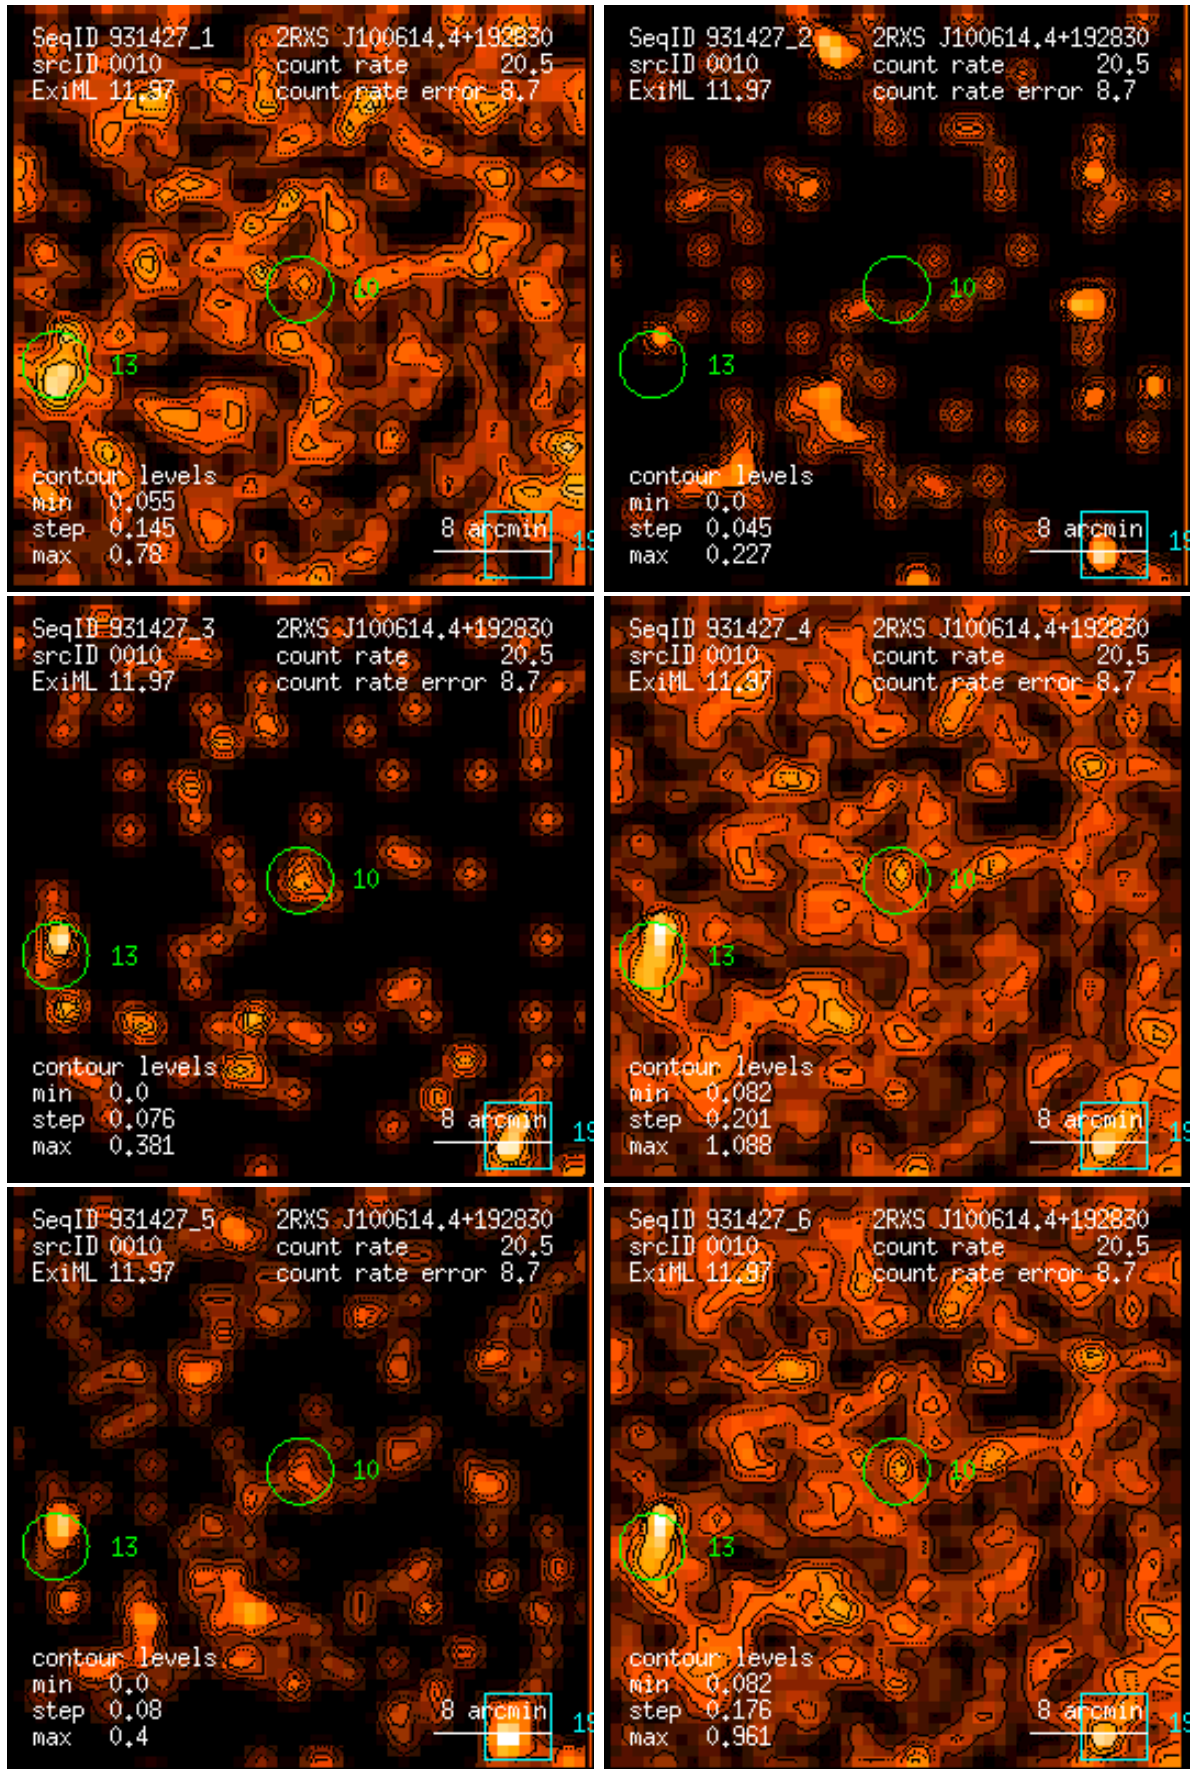 SeqID 931427_1 2RXS J100614.4+192830
srcID 0010 count rate 20.5
ExiML 11.97 count rate error 8.7
10
13
contour levels
min 0.055
step 0.145 8 arcmin 19
max 0.78
SeqID 931427_2 2RXS J100614.4+192830
srcID 0010 count rate 20.5
ExiML 11.97 count rate error 8.7
10
13
contour levels
min 0.0
step 0.045 8 arcmin 19
max 0.227
SeqID 931427_3 2RXS J100614.4+192830
srcID 0010 count rate 20.5
ExiML 11.97 count rate error 8.7
10
13
contour levels
min 0.0
step 0.076 8 arcmin 19
max 0.381
SeqID 931427_4 2RXS J100614.4+192830
srcID 0010 count rate 20.5
ExiML 11.97 count rate error 8.7
10
13
contour levels
min 0.082
step 0.201 8 arcmin 19
max 1.088
SeqID 931427_5 2RXS J100614.4+192830
srcID 0010 count rate 20.5
ExiML 11.97 count rate error 8.7
10
13
contour levels
min 0.0
step 0.08 8 arcmin 19
max 0.4
SeqID 931427_6 2RXS J100614.4+192830
srcID 0010 count rate 20.5
ExiML 11.97 count rate error 8.7
10
13
contour levels
min 0.082
step 0.176 8 arcmin 19
max 0.961